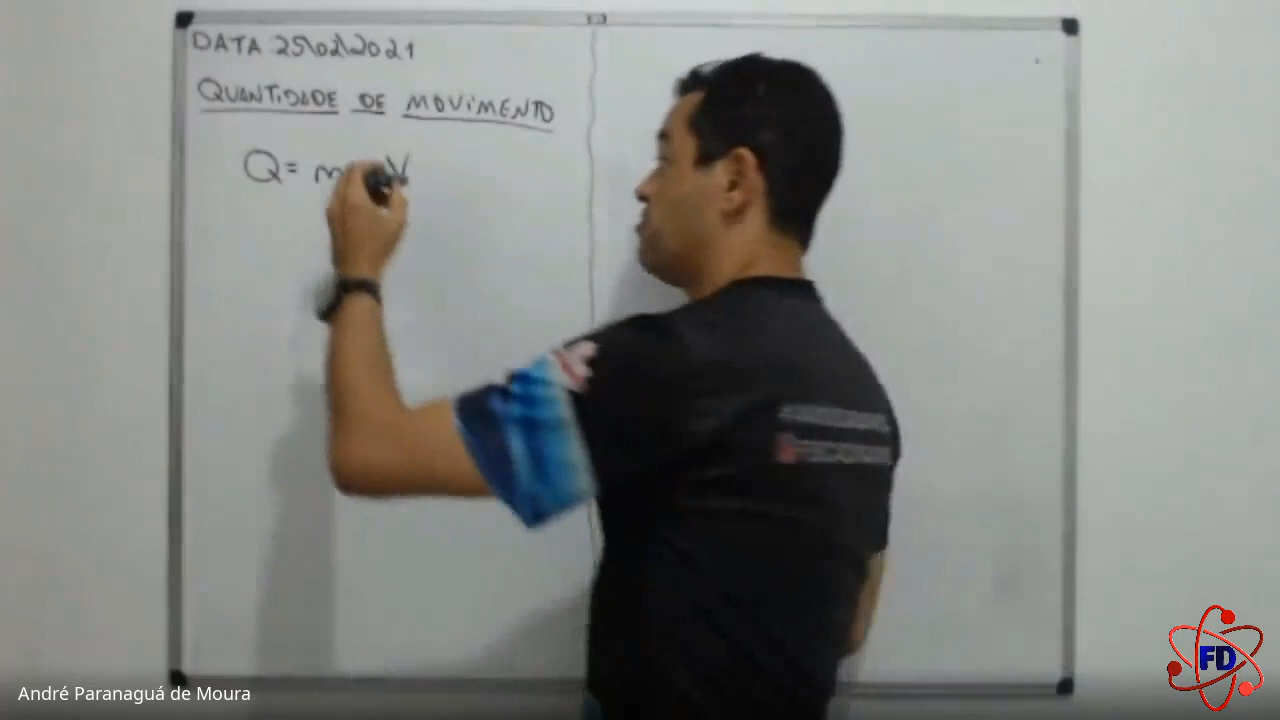 DATA 25\02\2021
QUANTIDADE DE MOVIMENTO
Q= m V
André Paranaguá de Moura
FD